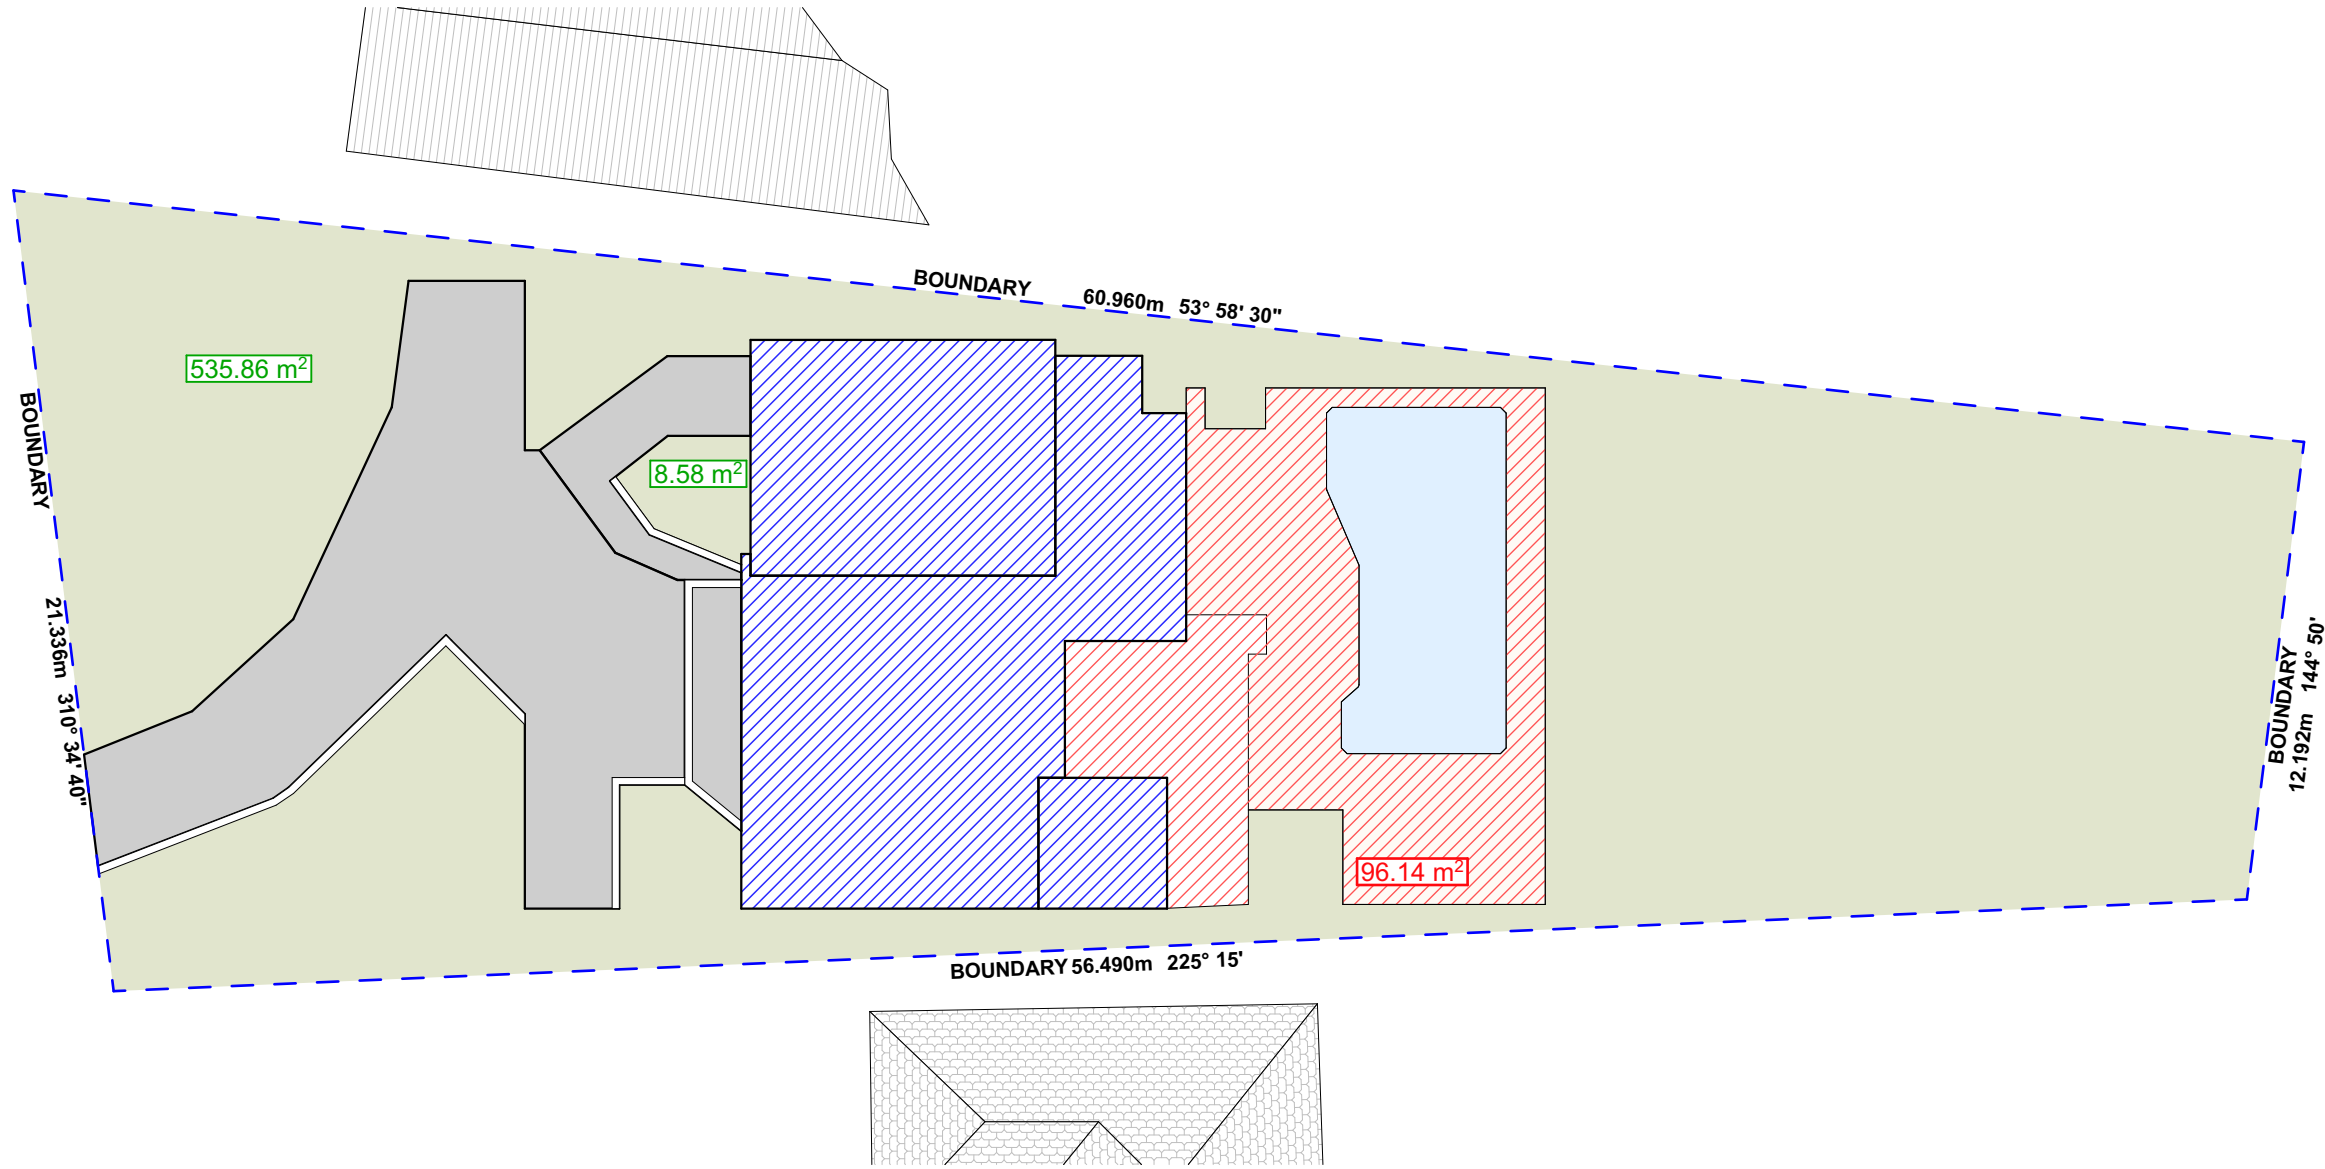 BOUNDARY 60.960m 53° 58' 30"
535.86 m²
BOUNDARY
21.336m 310° 34' 40"
8.58 m²
BOUNDARY
12.192m 144° 50'
96.14 m²
BOUNDARY 56.490m 225° 15'